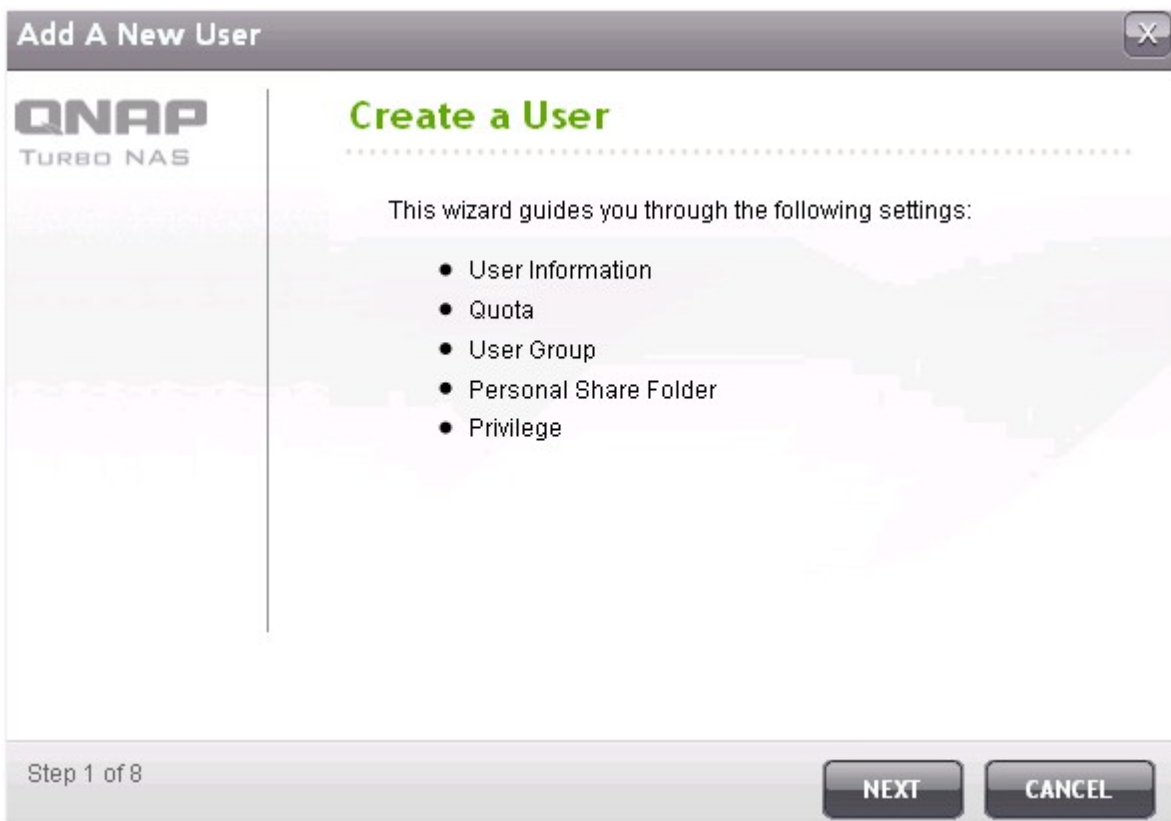 Add A New User
X
QNAP
TURBO NAS
Create a User
This wizard guides you through the following settings:
User Information
Quota
User Group
Personal Share Folder
Privilege
Step 1 of 8
NEXT
CANCEL